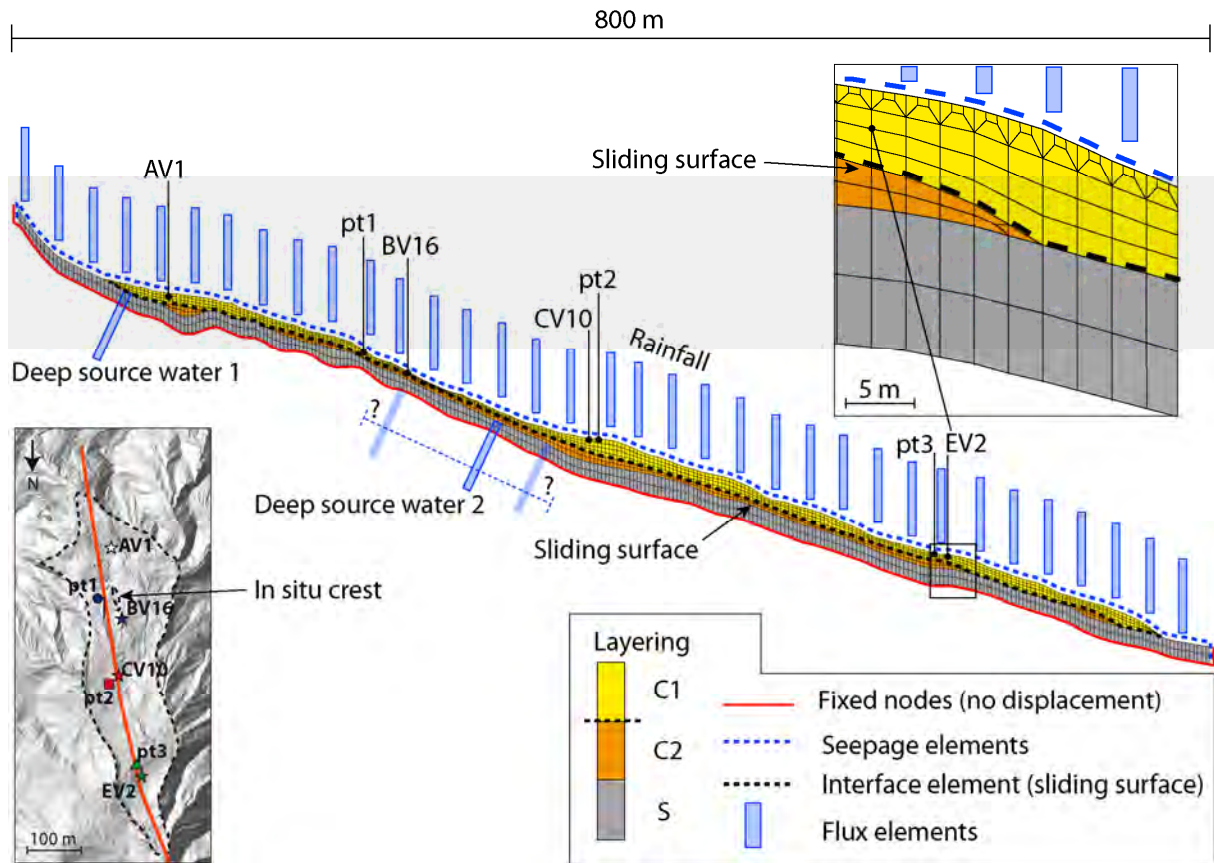 800 m
AV1
pt1
BV16
pt2
CV10
Rainfall
Sliding surface
5 m
Deep source water 1
?
?
Deep source water 2
Sliding surface
pt3
EV2
N
AV1
pt1
BV16
In situ crest
CV10
pt2
pt3
EV2
100 m
Layering
C1
C2
S
Fixed nodes (no displacement)
Seepage elements
Interface element (sliding surface)
Flux elements